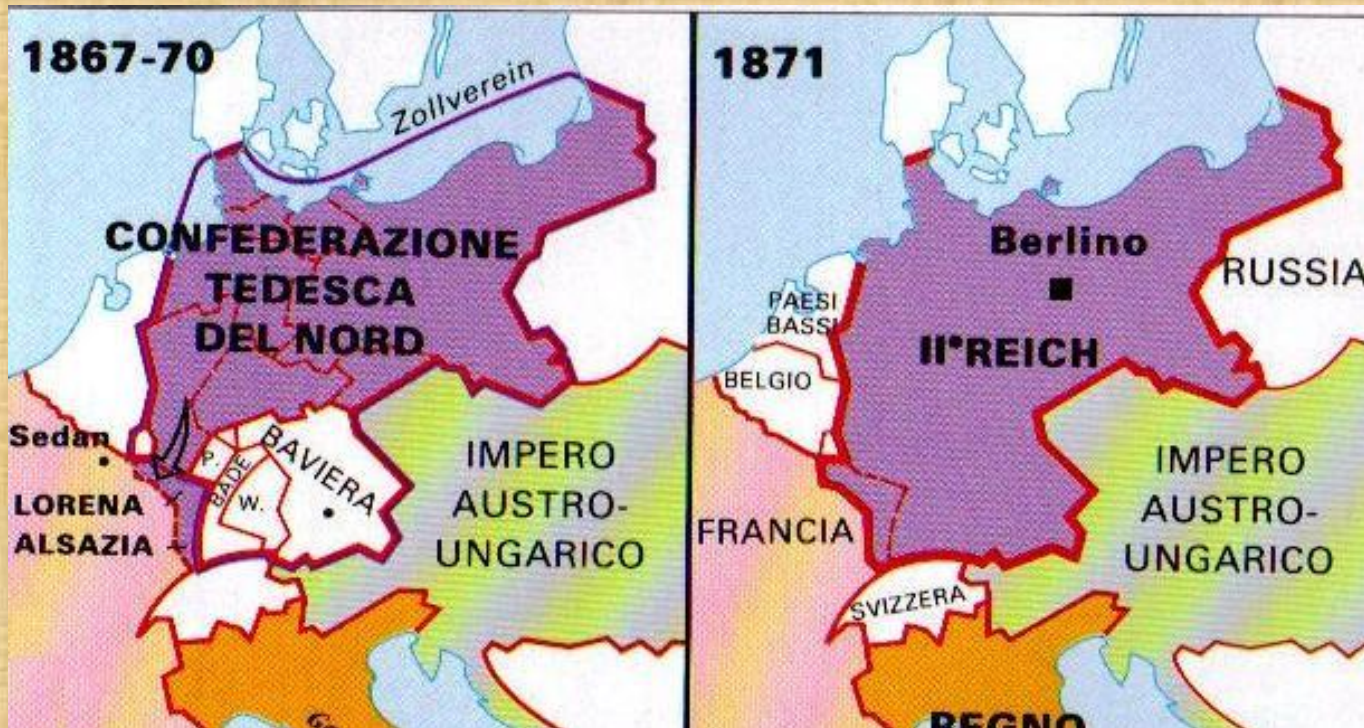 1867-70
Zollverein
CONFEDERAZIONE
TEDESCA
DEL NORD
Sedan
LORENA
ALSAZIA
P.
BADE
W.
BAVIERA
IMPERO
AUSTRO-
UNGARICO
1871
Berlino
RUSSIA
PAESI
BASSI
II°REICH
BELGIO
FRANCIA
IMPERO
AUSTRO-
UNGARICO
SVIZZERA
REGNO